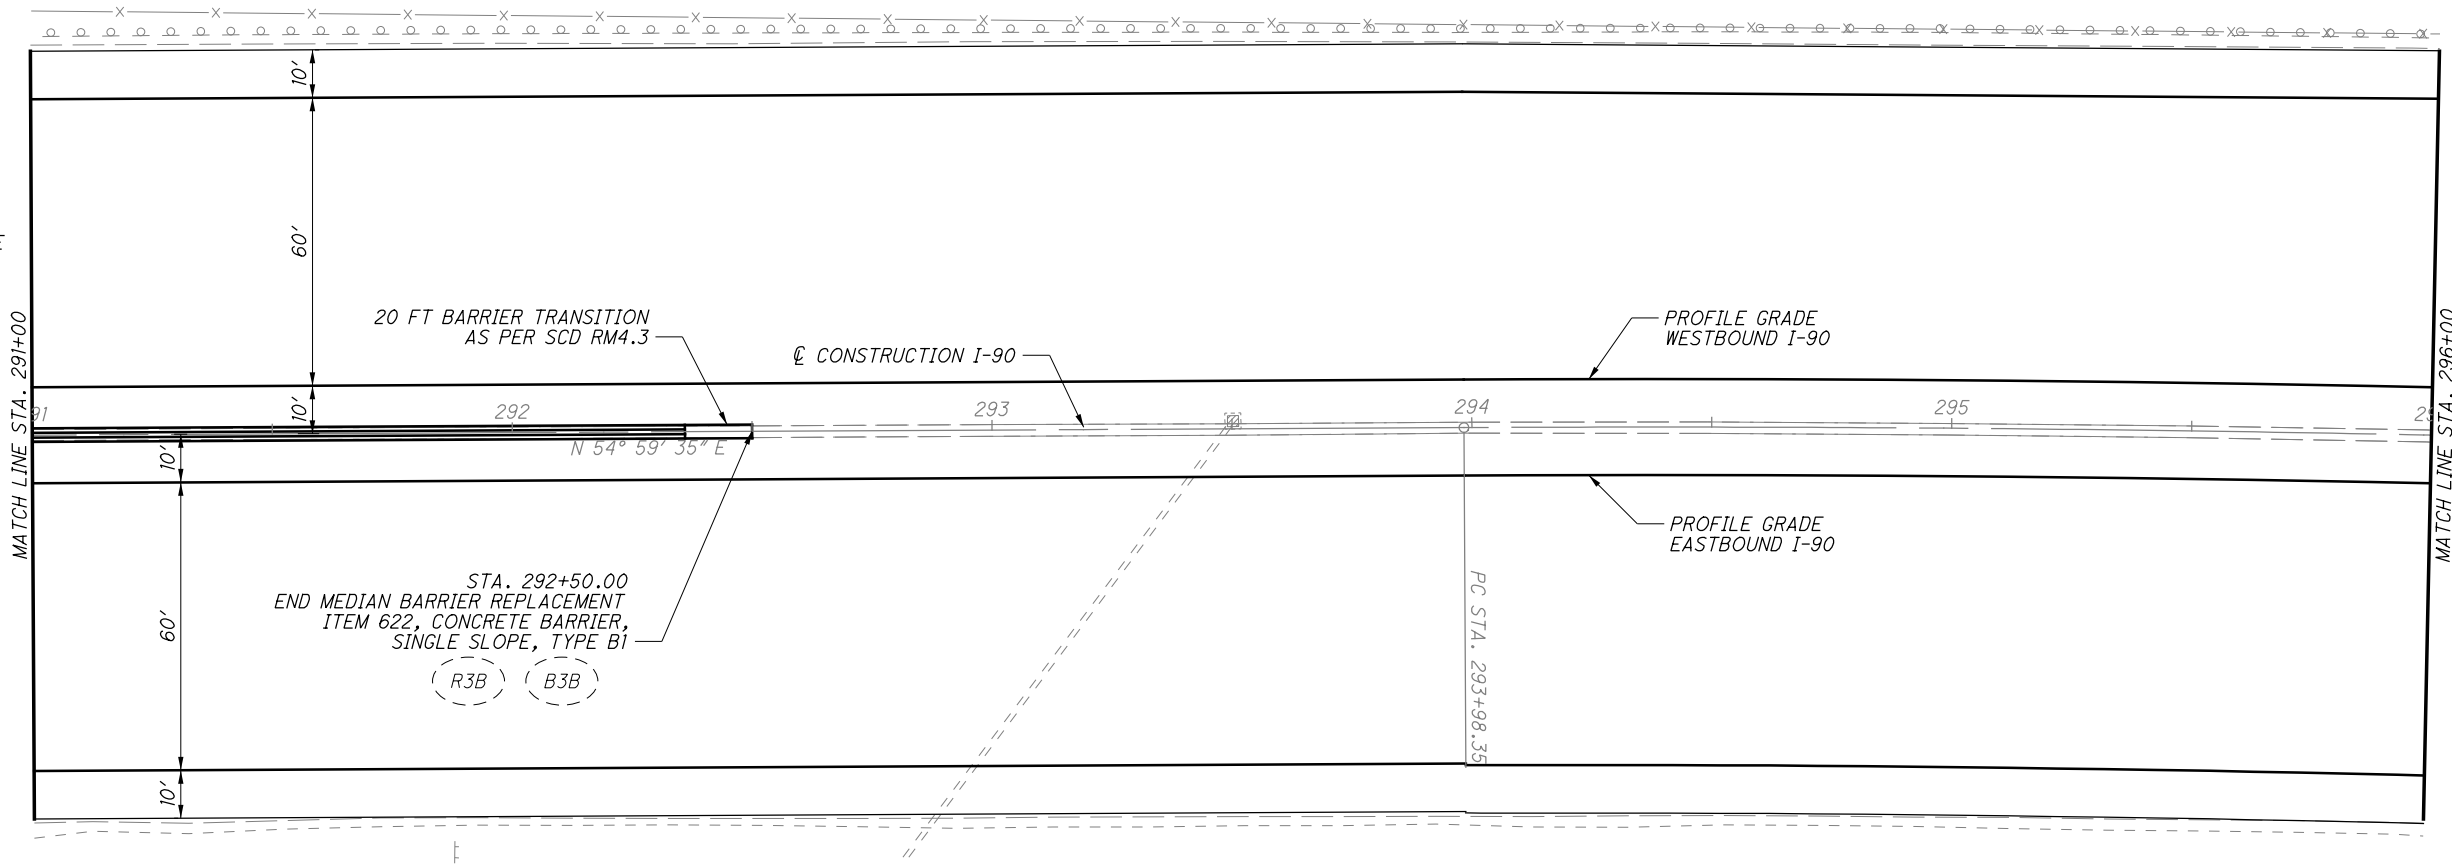 10'
60'
10'
MATCH LINE STA. 291+00
MATCH LINE STA. 296+00
20 FT BARRIER TRANSITION
AS PER SCD RM4.3
℄ CONSTRUCTION I-90
PROFILE GRADE
WESTBOUND I-90
91
292
293
294
295
N 54° 59' 35" E
10'
60'
10'
PROFILE GRADE
EASTBOUND I-90
STA. 292+50.00
END MEDIAN BARRIER REPLACEMENT
ITEM 622, CONCRETE BARRIER,
SINGLE SLOPE, TYPE B1
R3B
B3B
PC STA. 293+98.35